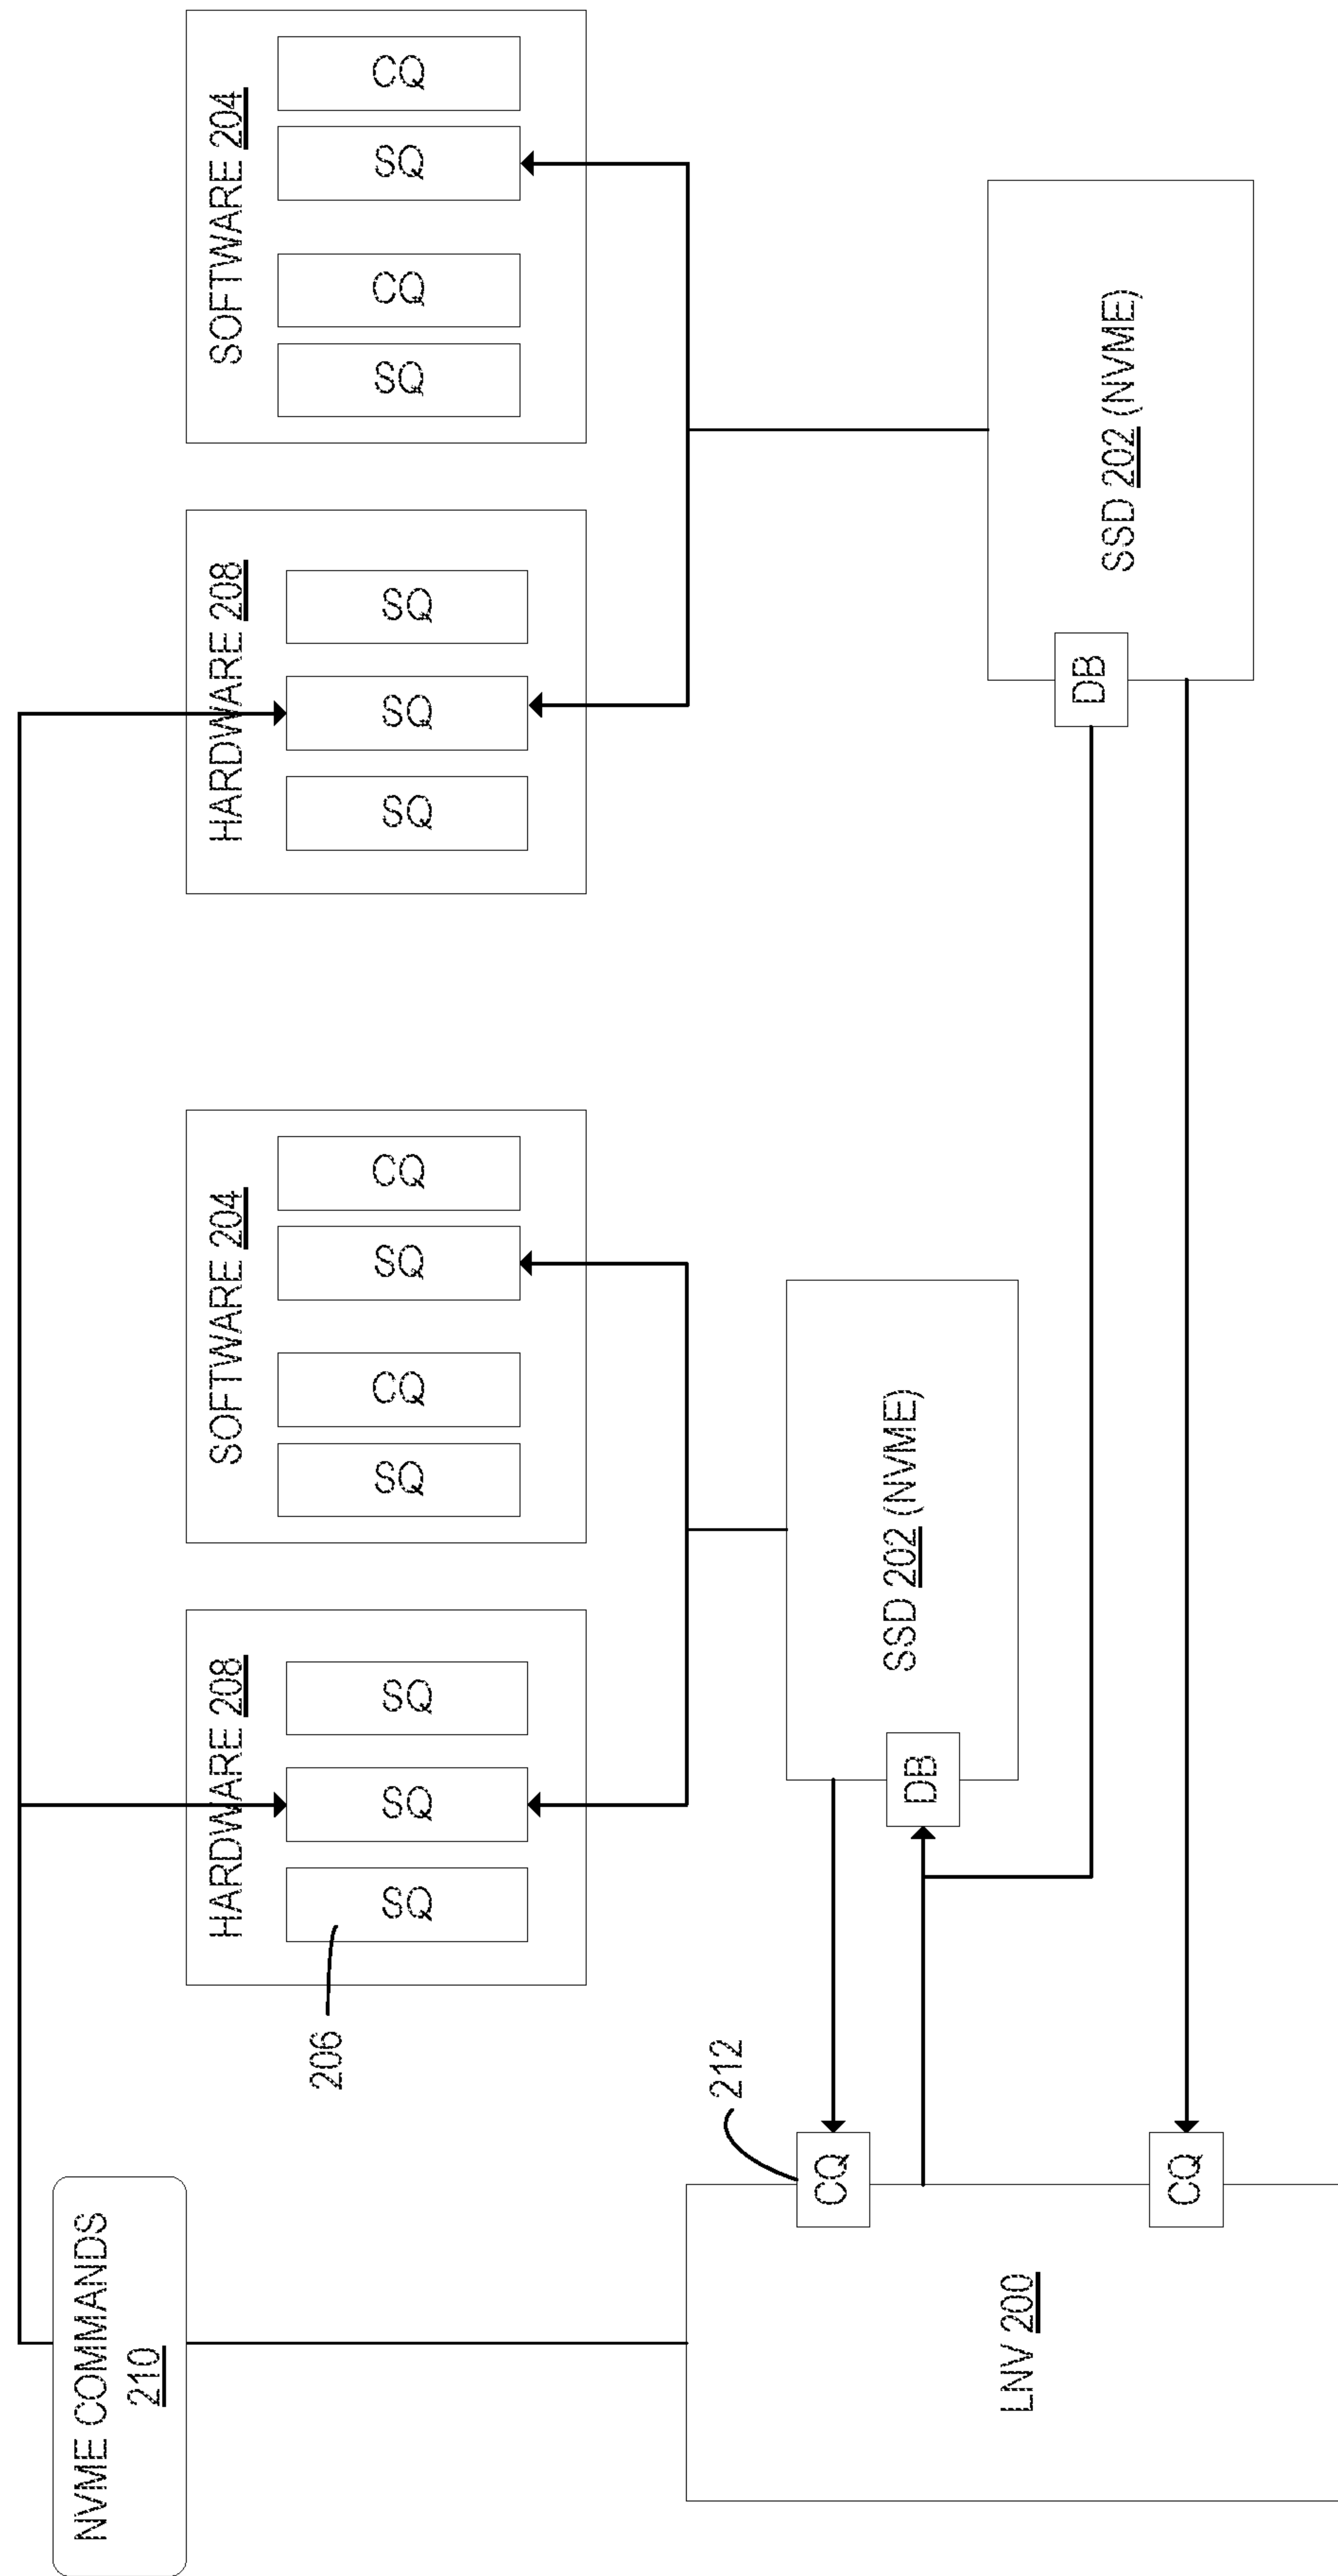 NVME COMMANDS
210
HARDWARE 208
SOFTWARE 204
HARDWARE 208
SOFTWARE 204
206
SQ
SQ
SQ
SQ
CQ
SQ
CQ
SQ
SQ
SQ
SQ
CQ
SQ
CQ
212
CQ
SSD 202 (NVME)
DB
LNV 200
DB
SSD 202 (NVME)
CQ